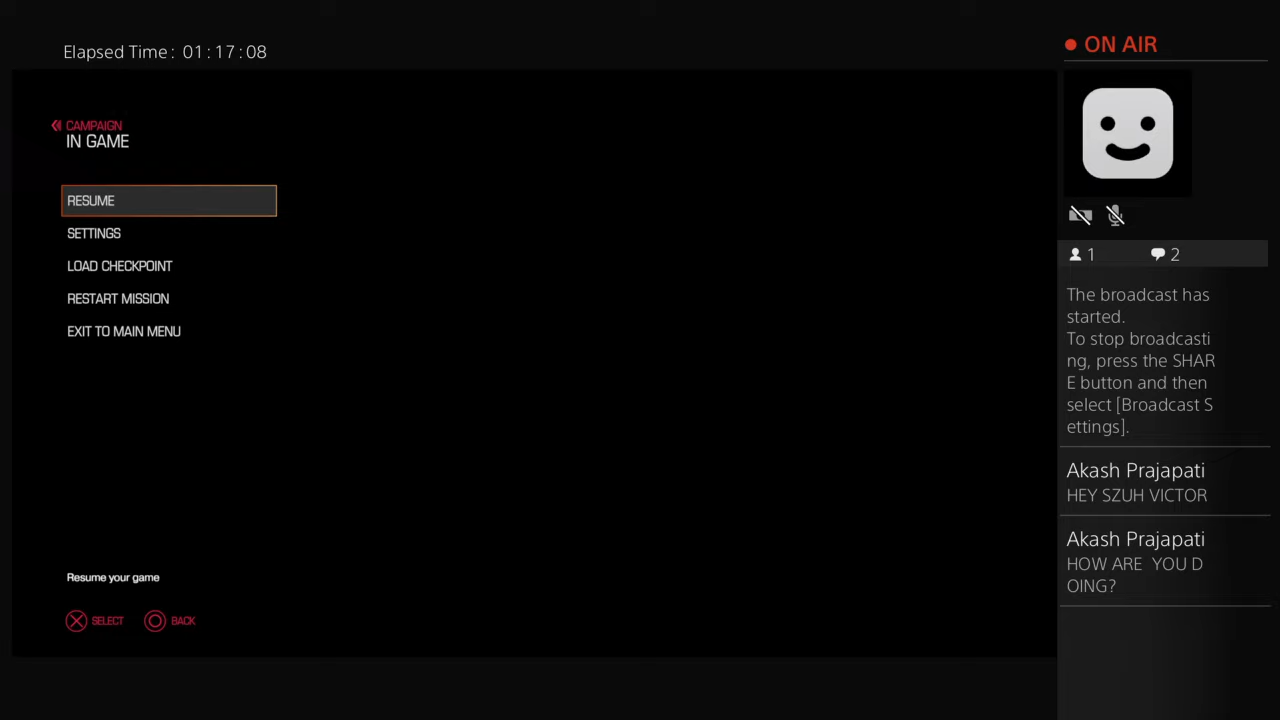 Elapsed Time: 01:17:08
ON AIR
CAMPAIGN
IN GAME
RESUME
SETTINGS
LOAD CHECKPOINT
RESTART MISSION
EXIT TO MAIN MENU
Resume your game
SELECT
BACK
1
2
The broadcast has
started.
To stop broadcasti
ng, press the SHAR
E button and then
select [Broadcast S
ettings].
Akash Prajapati
HEY SZUH VICTOR
Akash Prajapati
HOW ARE  YOU D
OING?